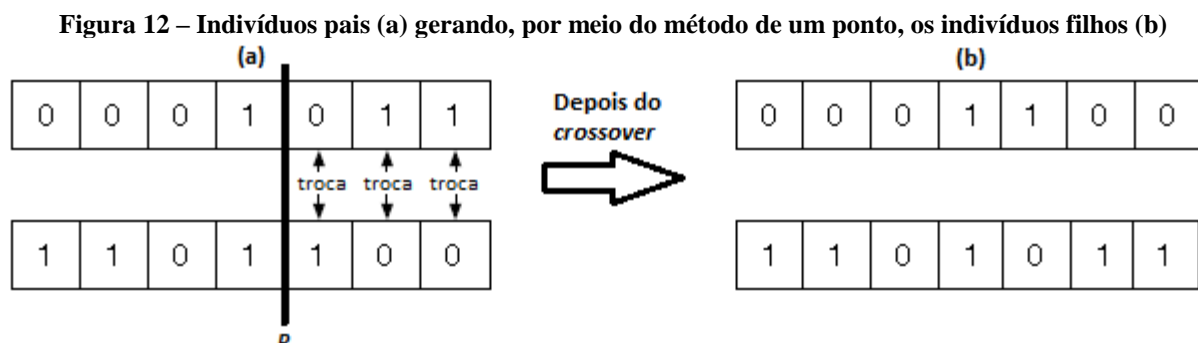 Figura 12 – Indivíduos pais (a) gerando, por meio do método de um ponto, os indivíduos filhos (b)
(a) (b)
0 0 0 1 0 1 1 Depois do 0 0 0 1 1 0 0
crossover
troca troca troca
1 1 0 1 1 0 0 1 1 0 1 0 1 1